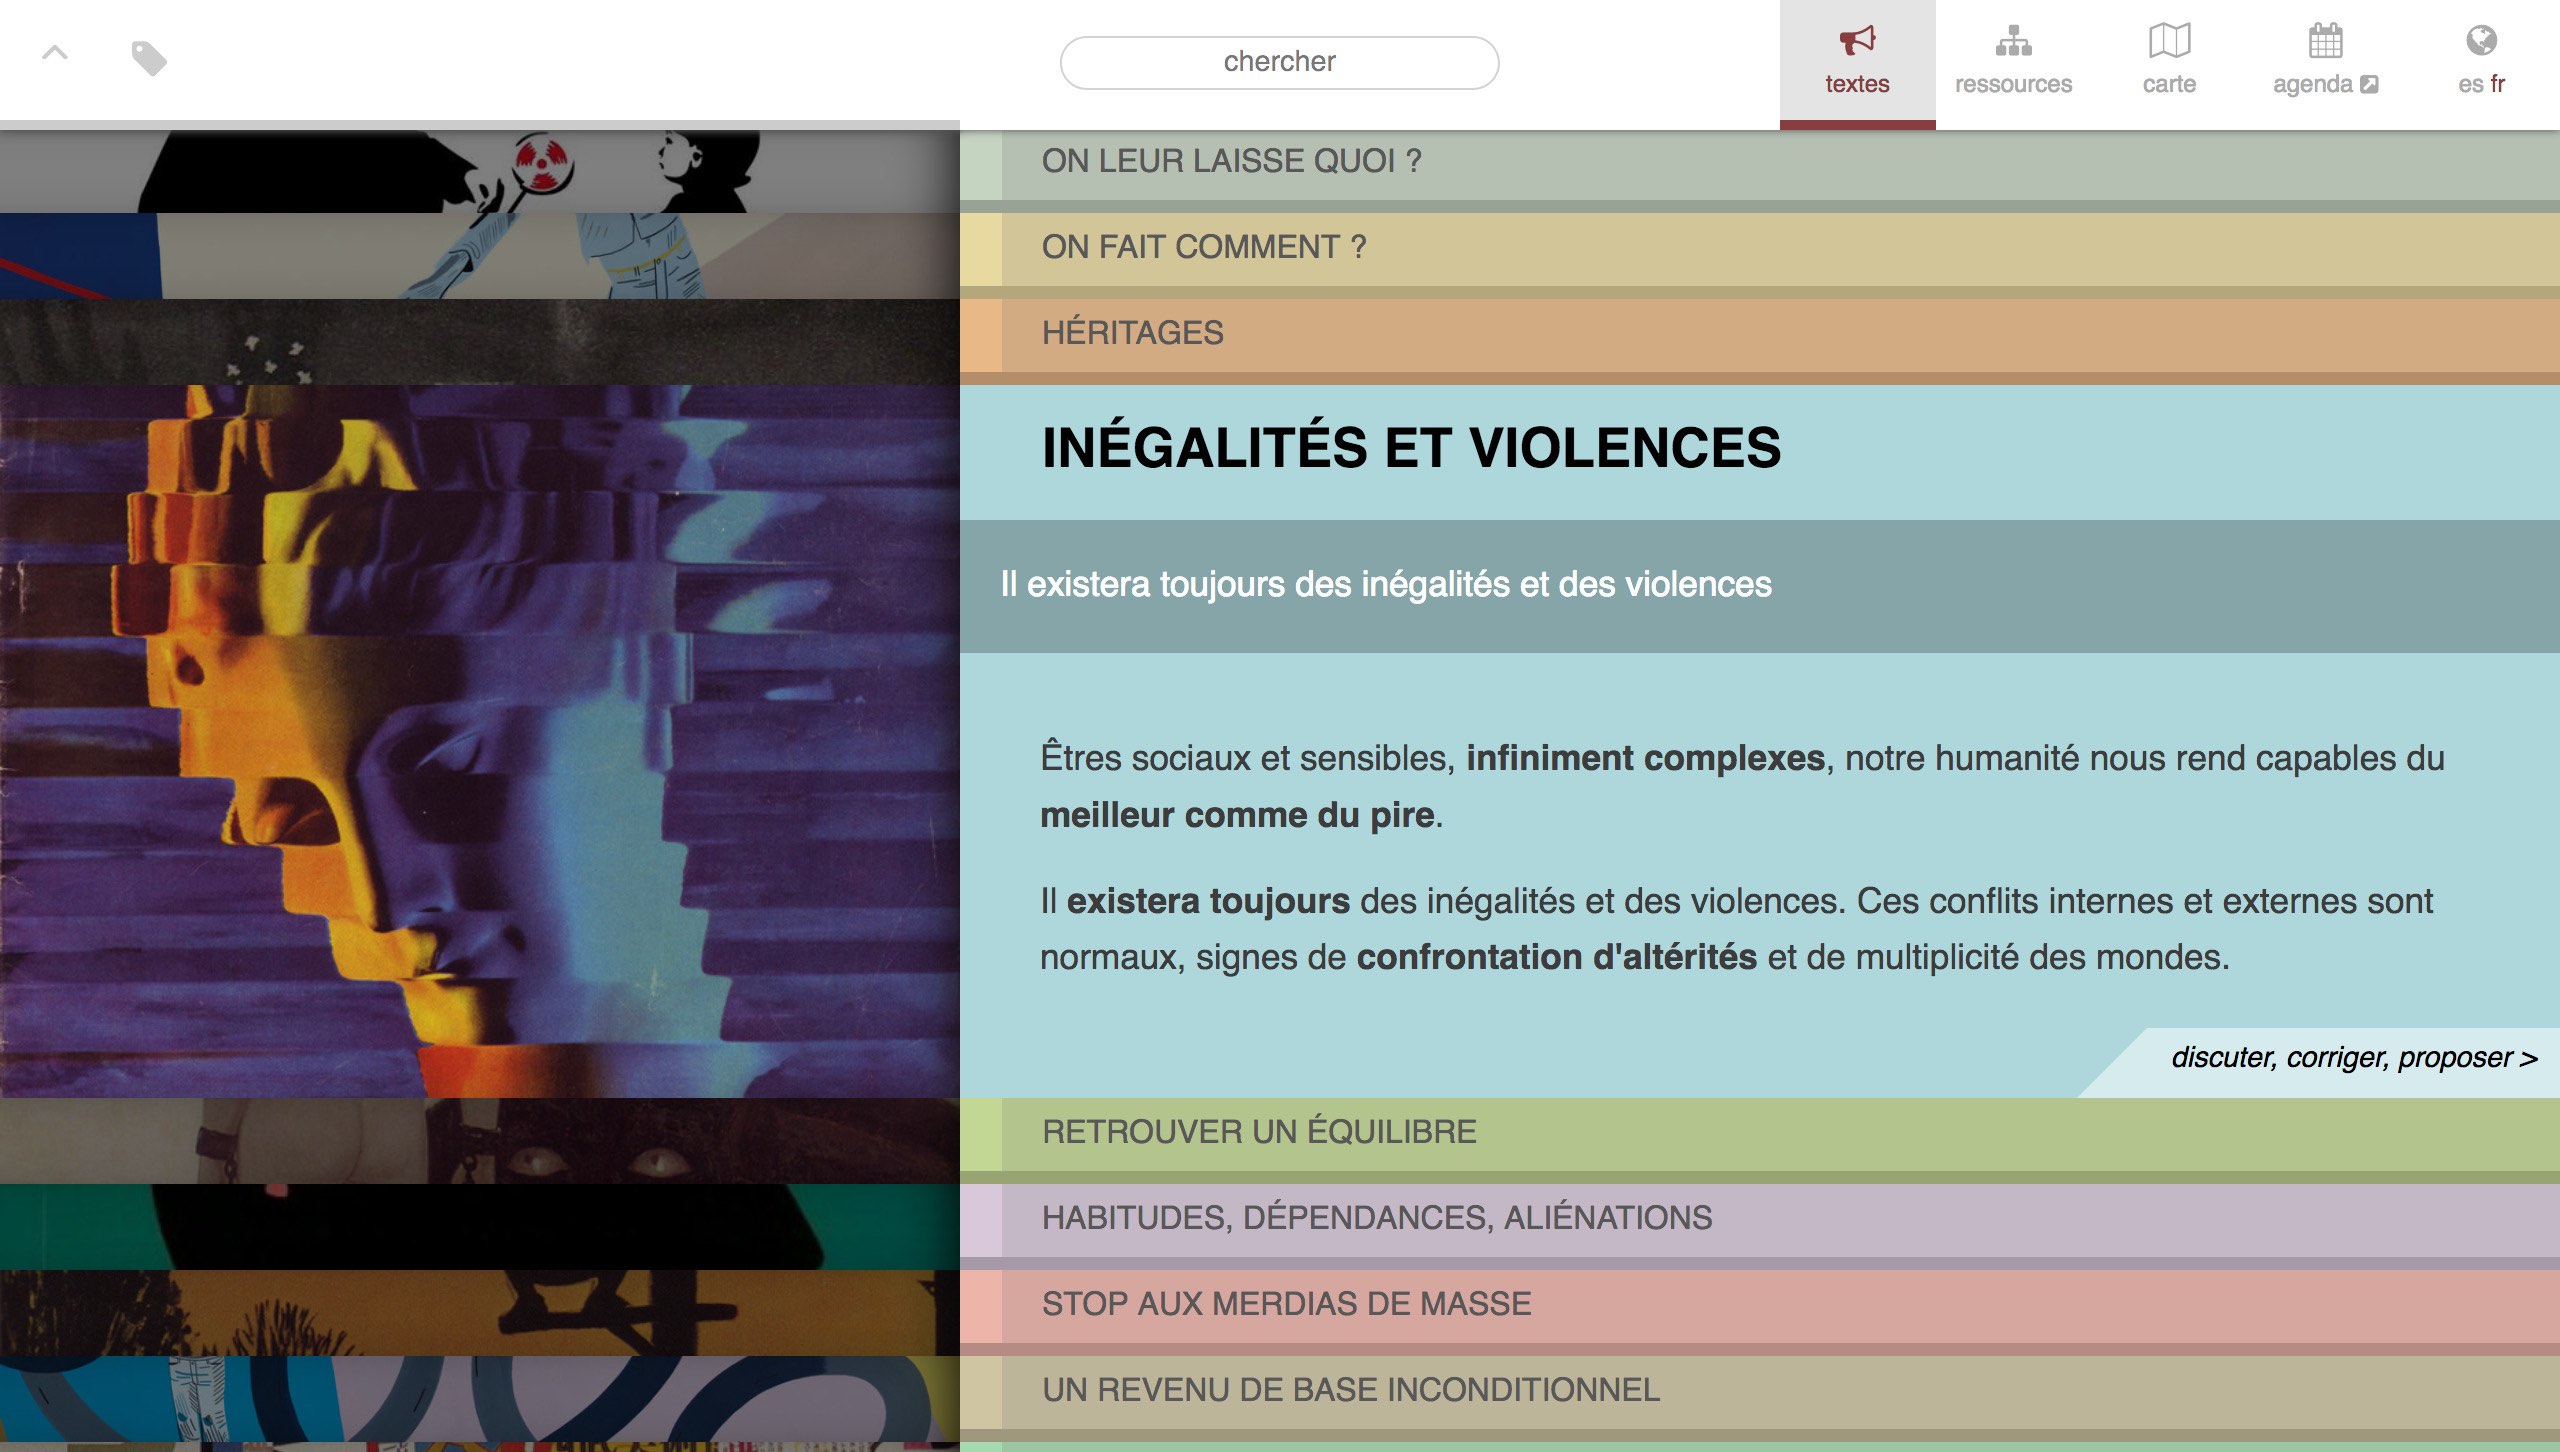 chercher
textes
ressources
carte
agenda
es fr
ON LEUR LAISSE QUOI ?
ON FAIT COMMENT ?
HÉRITAGES
INÉGALITÉS ET VIOLENCES
Il existera toujours des inégalités et des violences
Êtres sociaux et sensibles, infiniment complexes, notre humanité nous rend capables du
meilleur comme du pire.
Il existera toujours des inégalités et des violences. Ces conflits internes et externes sont
normaux, signes de confrontation d'altérités et de multiplicité des mondes.
discuter, corriger, proposer >
RETROUVER UN ÉQUILIBRE
HABITUDES, DÉPENDANCES, ALIÉNATIONS
STOP AUX MERDIAS DE MASSE
UN REVENU DE BASE INCONDITIONNEL